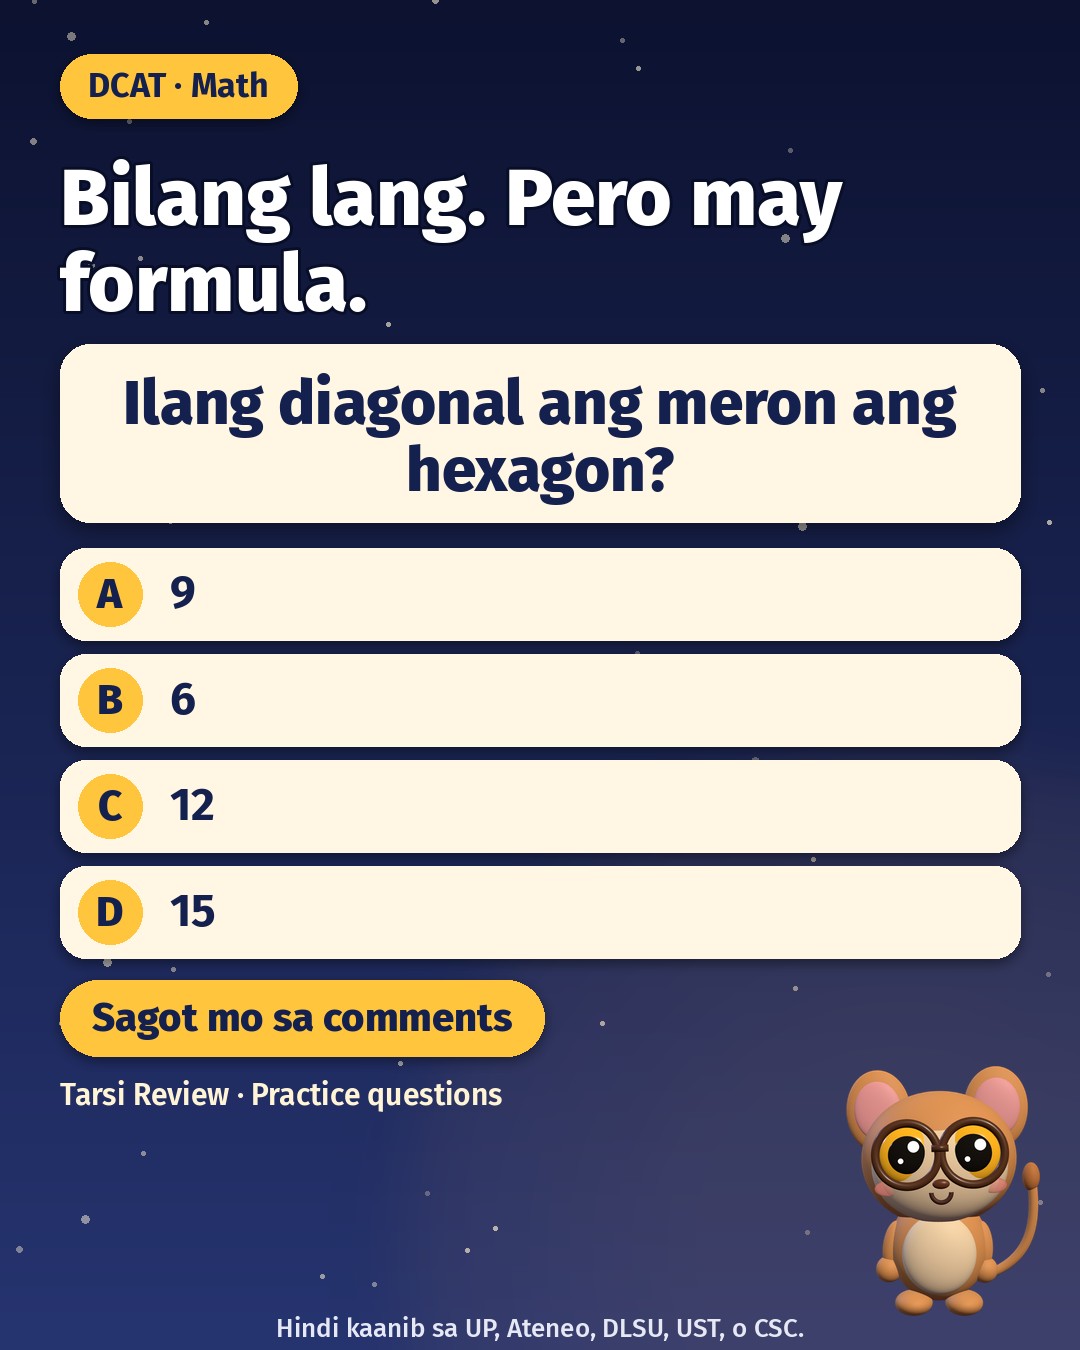 DCAT · Math
Bilang lang. Pero may
formula.
Ilang diagonal ang meron ang
hexagon?
A 9
B 6
C 12
D 15
Sagot mo sa comments
Tarsi Review · Practice questions
Hindi kaanib sa UP, Ateneo, DLSU, UST, o CSC.